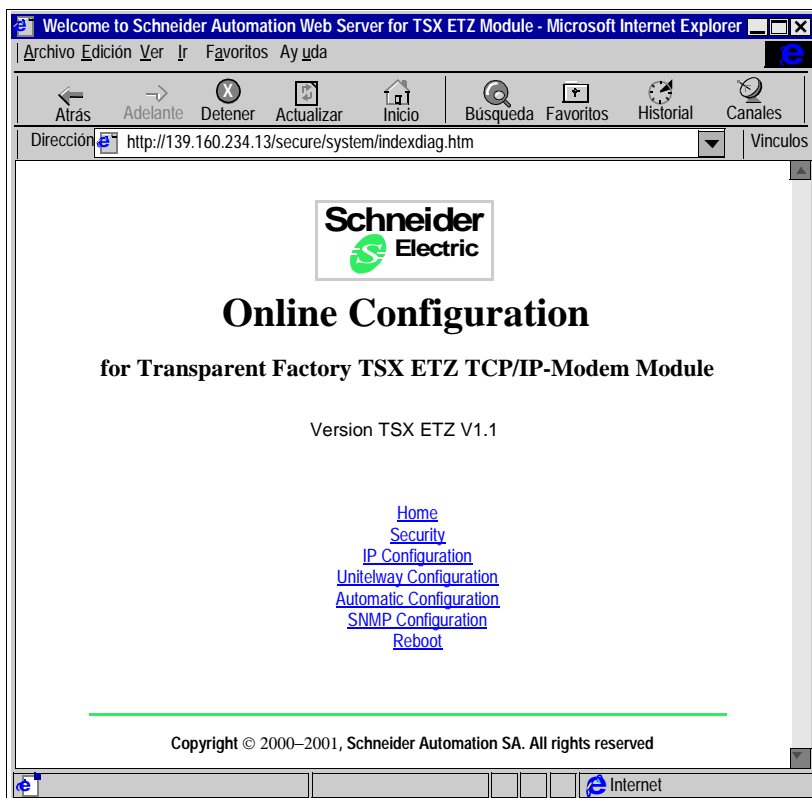 Welcome to Schneider Automation Web Server for TSX ETZ Module - Microsoft Internet Explorer
Archivo Edición Ver Ir Favoritos Ay uda
Atrás Adelante Detener Actualizar Inicio Búsqueda Favoritos Historial Canales
Dirección http://139.160.234.13/secure/system/indexdiag.htm Vinculos
Schneider
Electric
Online Configuration
for Transparent Factory TSX ETZ TCP/IP-Modem Module
Version TSX ETZ V1.1
Home
Security
IP Configuration
Unitelway Configuration
Automatic Configuration
SNMP Configuration
Reboot
Copyright © 2000–2001, Schneider Automation SA. All rights reserved
Internet